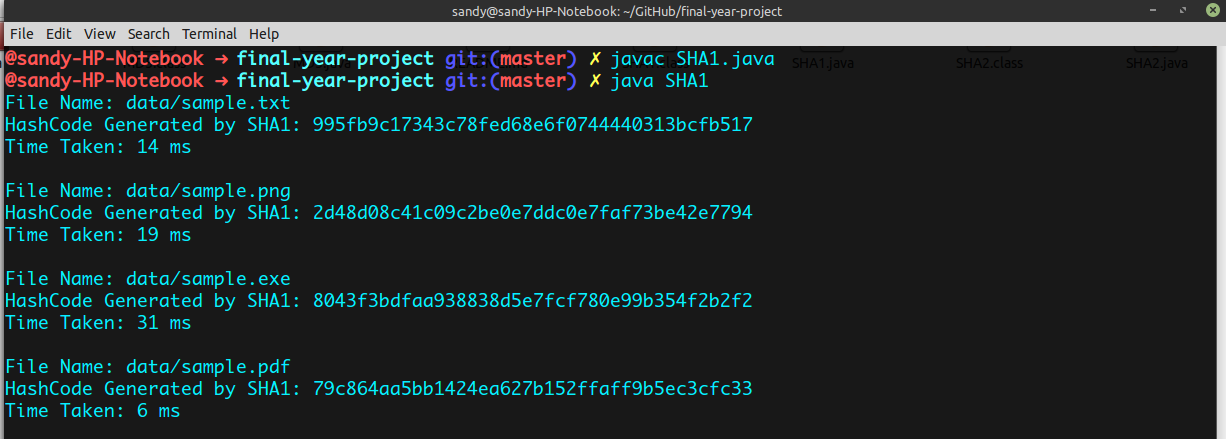 sandy@sandy-HP-Notebook: ~/GitHub/final-year-project
File Edit View Search Terminal Help
@sandy-HP-Notebook → final-year-project git:(master) ✗ javac SHA1.java
@sandy-HP-Notebook → final-year-project git:(master) ✗ java SHA1
SHA1.java SHA2.class SHA2.java
File Name: data/sample.txt
HashCode Generated by SHA1: 995fb9c17343c78fed68e6f0744440313bcfb517
Time Taken: 14 ms
File Name: data/sample.png
HashCode Generated by SHA1: 2d48d08c41c09c2be0e7ddc0e7faf73be42e7794
Time Taken: 19 ms
File Name: data/sample.exe
HashCode Generated by SHA1: 8043f3bdfaa938838d5e7fcf780e99b354f2b2f2
Time Taken: 31 ms
File Name: data/sample.pdf
HashCode Generated by SHA1: 79c864aa5bb1424ea627b152ffaff9b5ec3cfc33
Time Taken: 6 ms